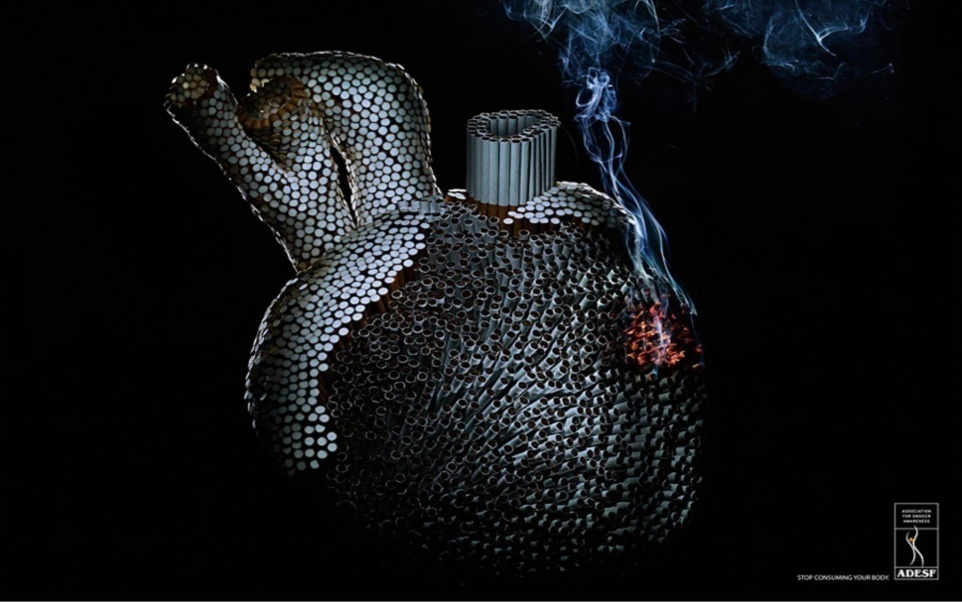 ASSOCIATION
FOR SMOKER
AWARENESS
STOP CONSUMING YOUR BODY.
ADESF